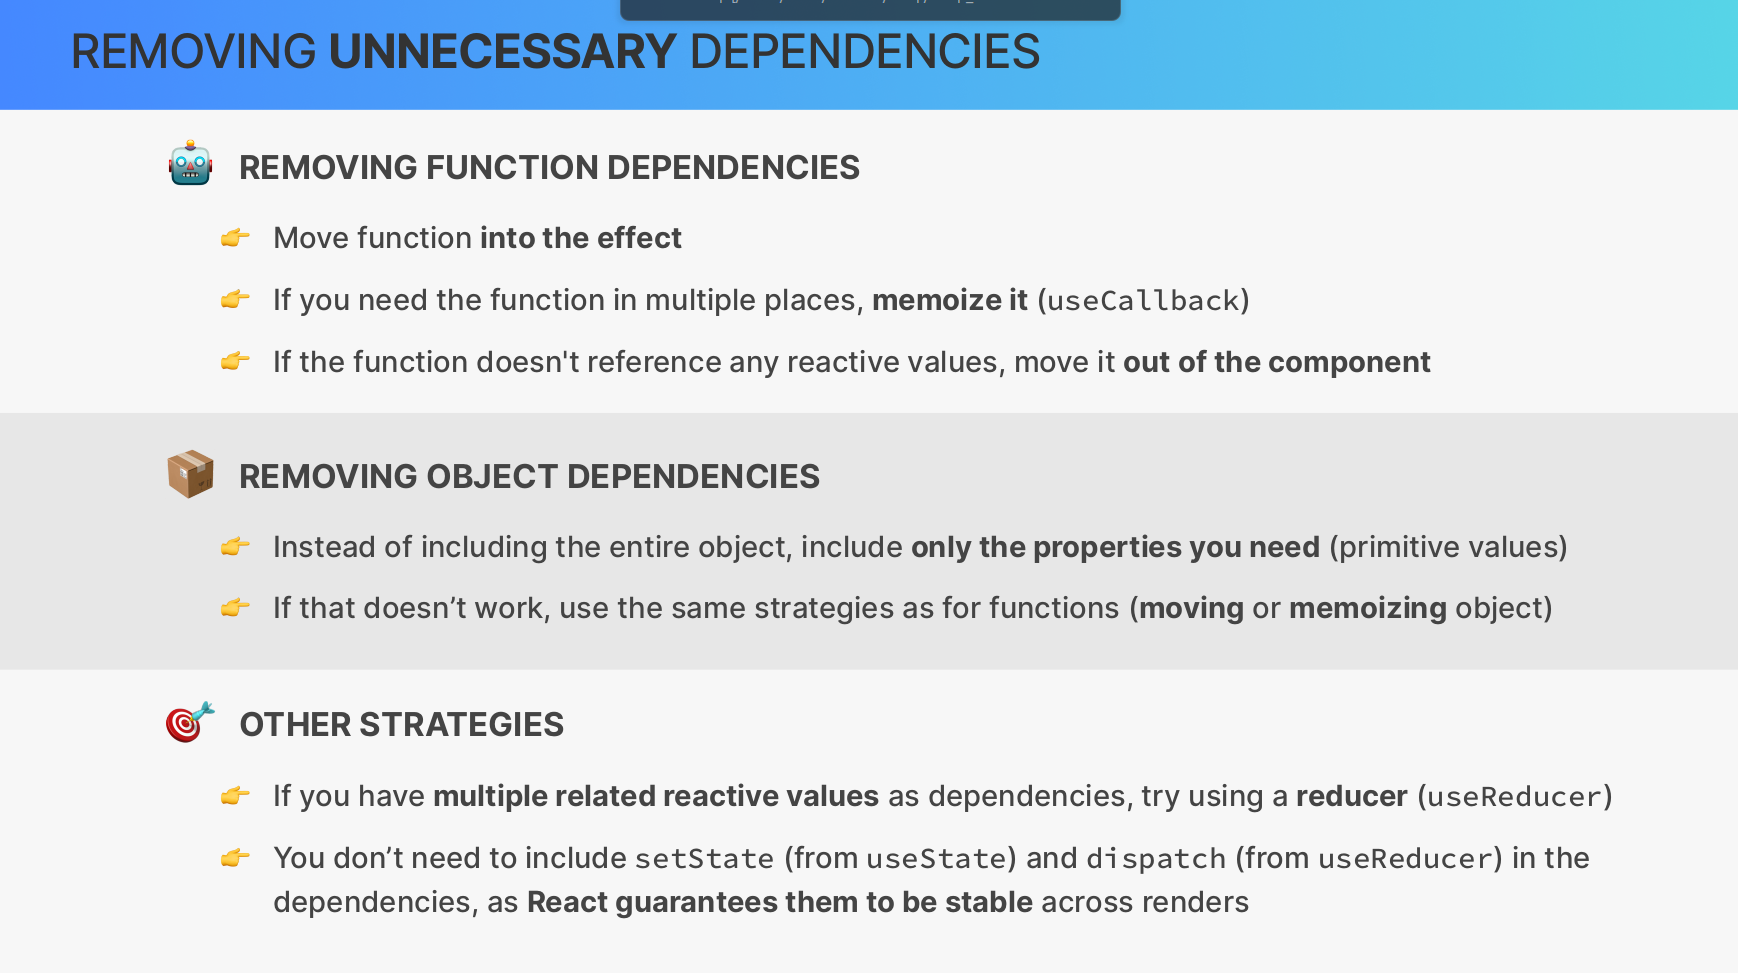 REMOVING UNNECESSARY DEPENDENCIES
REMOVING FUNCTION DEPENDENCIES
👉 Move function into the effect
👉 If you need the function in multiple places, memoize it (useCallback)
👉 If the function doesn't reference any reactive values, move it out of the component
REMOVING OBJECT DEPENDENCIES
👉 Instead of including the entire object, include only the properties you need (primitive values)
👉 If that doesn’t work, use the same strategies as for functions (moving or memoizing object)
OTHER STRATEGIES
👉 If you have multiple related reactive values as dependencies, try using a reducer (useReducer)
👉 You don’t need to include setState (from useState) and dispatch (from useReducer) in the
dependencies, as React guarantees them to be stable across renders